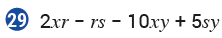 29 2xr − rs − 10xy + 5sy